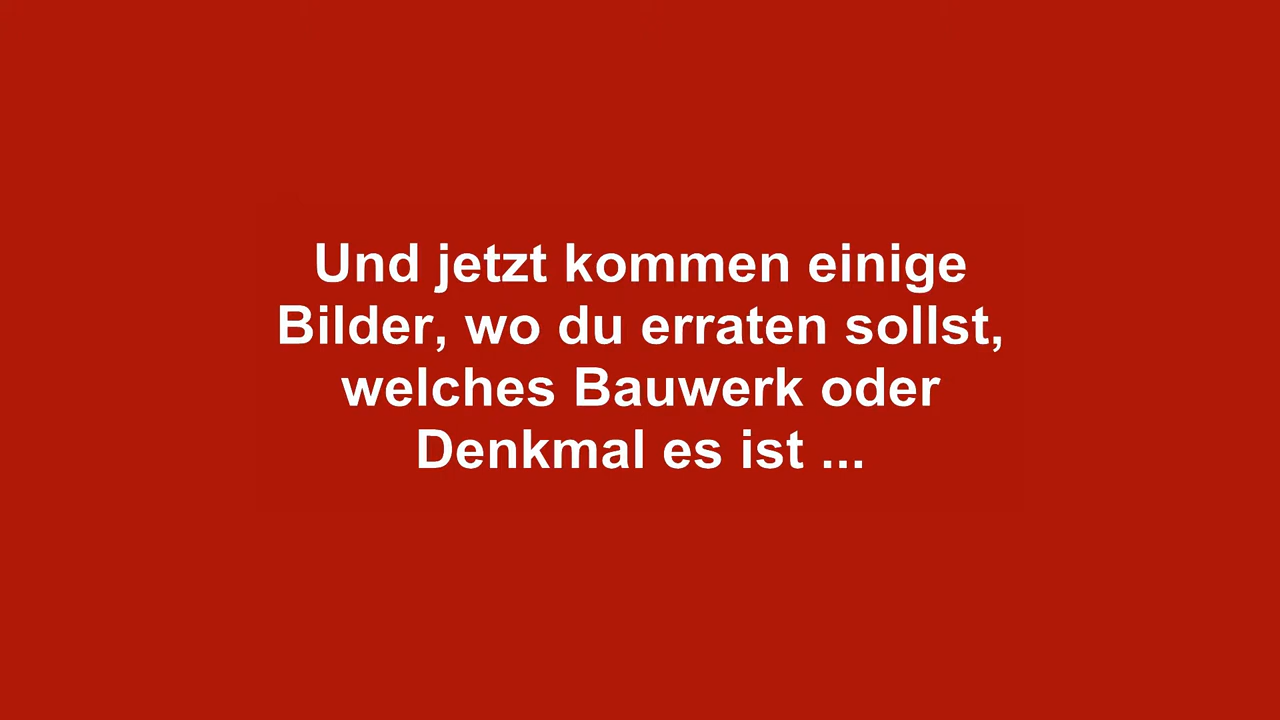 Und jetzt kommen einige
Bilder, wo du erraten sollst,
welches Bauwerk oder
Denkmal es ist ...